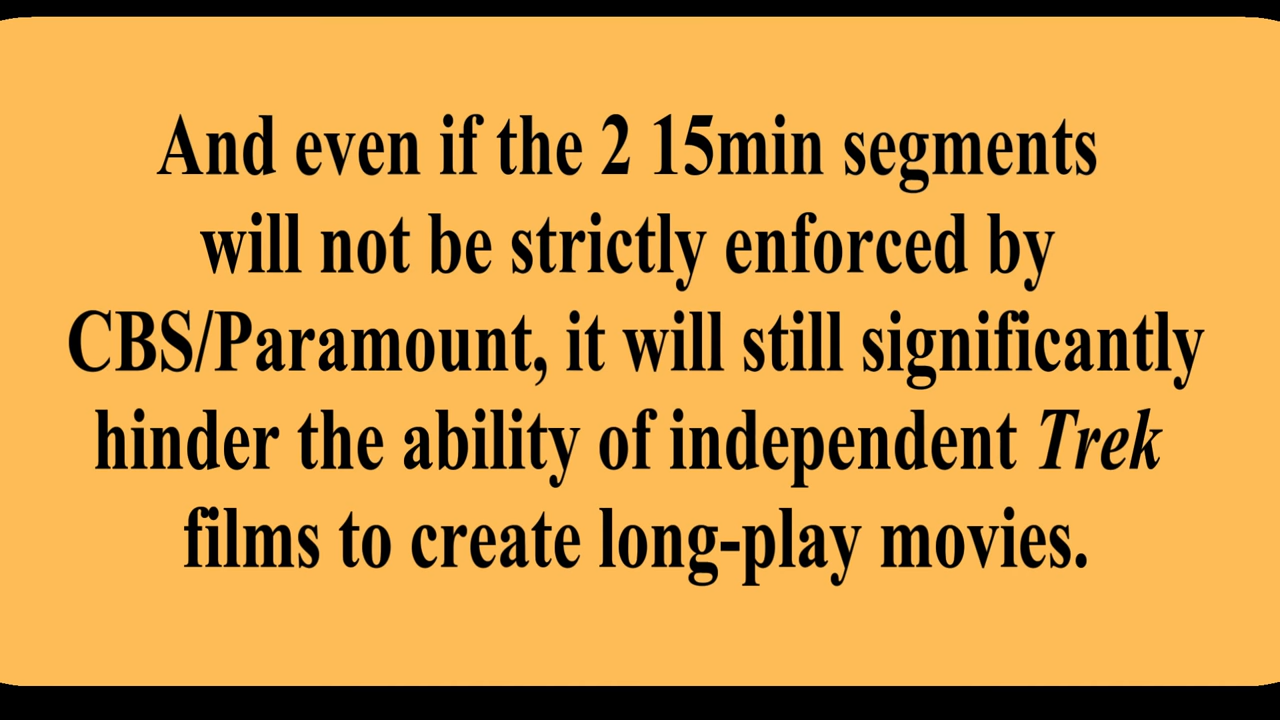 And even if the 2 15min segments
will not be strictly enforced by
CBS/Paramount, it will still significantly
hinder the ability of independent Trek
films to create long-play movies.